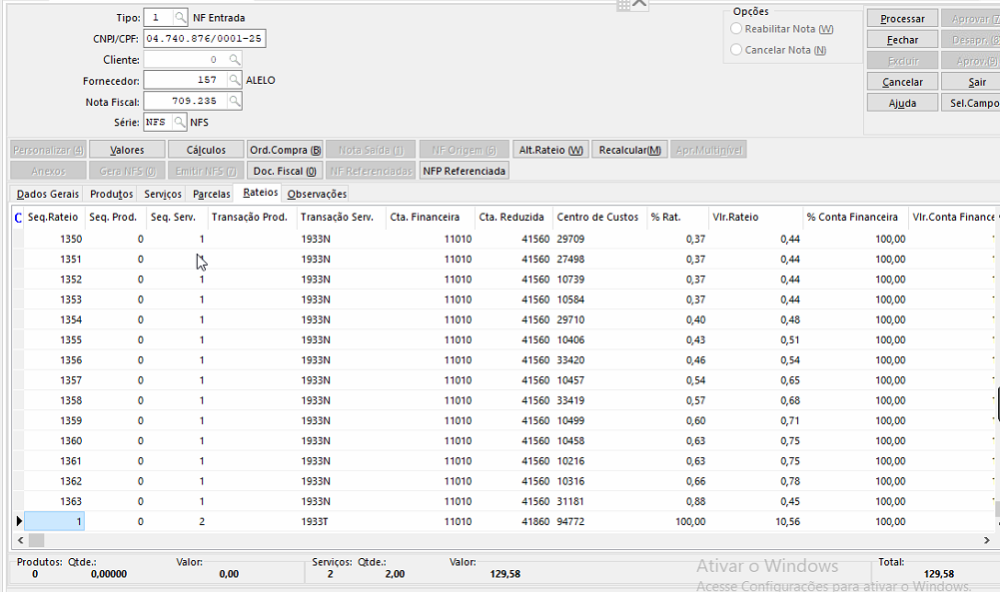 Tipo: 1 NF Entrada
CNPJ/CPF: 04.740.876/0001-25
Cliente: 0
Fornecedor: 157 ALELO
Nota Fiscal: 709.235
Série: NFS NFS
Opções
Reabilitar Nota (W)
Cancelar Nota (N)
Processar Aprovar (7
Fechar Desapr. (8
Excluir Aprov.(9)
Cancelar Sair
Ajuda Sel.Campo
Personalizar (4) Valores Cálculos Ord.Compra (B) Nota Saída (1) NF Origem (5) Alt.Rateio (W) Recalcular(M) Apr.Multinível
Anexos Gera NFS (0) Emitir NFS (7) Doc. Fiscal (0) NF Referenciadas NFP Referenciada
Dados Gerais Produtos Serviços Parcelas Rateios Observações
C Seq.Rateio Seq. Prod. Seq. Serv. Transação Prod. Transação Serv. Cta. Financeira Cta. Reduzida Centro de Custos % Rat. Vlr.Rateio % Conta Financeira Vlr.Conta Finance
1350 0 1 1933N 11010 41560 29709 0,37 0,44 100,00
1351 0 1 1933N 11010 41560 27498 0,37 0,44 100,00
1352 0 1 1933N 11010 41560 10739 0,37 0,44 100,00
1353 0 1 1933N 11010 41560 10584 0,37 0,44 100,00
1354 0 1 1933N 11010 41560 29710 0,40 0,48 100,00
1355 0 1 1933N 11010 41560 10406 0,43 0,51 100,00
1356 0 1 1933N 11010 41560 33420 0,46 0,54 100,00
1357 0 1 1933N 11010 41560 10457 0,54 0,65 100,00
1358 0 1 1933N 11010 41560 33419 0,57 0,68 100,00
1359 0 1 1933N 11010 41560 10499 0,60 0,71 100,00
1360 0 1 1933N 11010 41560 10458 0,63 0,75 100,00
1361 0 1 1933N 11010 41560 10216 0,63 0,75 100,00
1362 0 1 1933N 11010 41560 10316 0,66 0,78 100,00
1363 0 1 1933N 11010 41560 31181 0,88 0,45 100,00
1 0 2 1933T 11010 41860 94772 100,00 10,56 100,00
Produtos: Qtde.: Valor: Serviços: Qtde.: Valor: Total:
0 0,00000 0,00 2 2,00 129,58 129,58
Ativar o Windows
Acesse Configurações para ativar o Windows.